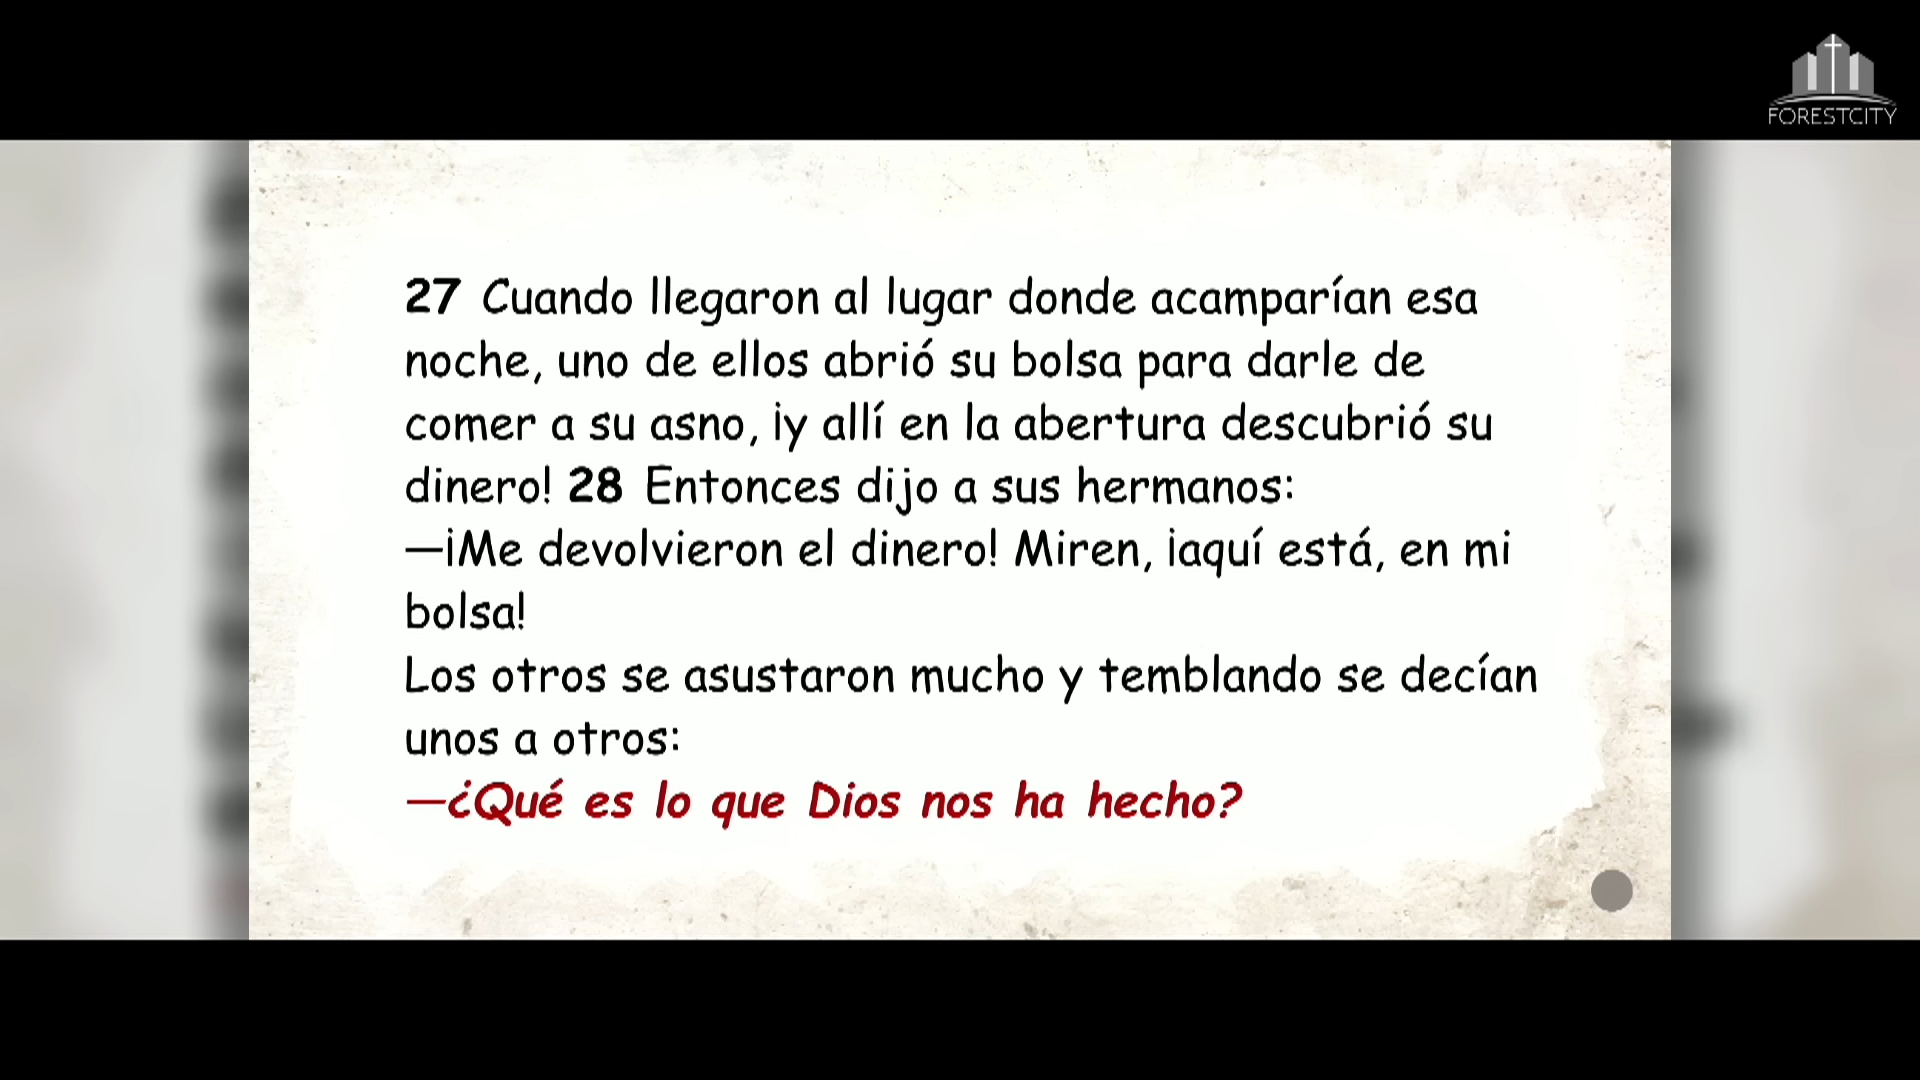 FORESTCITY
27 Cuando llegaron al lugar donde acamparían esa
noche, uno de ellos abrió su bolsa para darle de
comer a su asno, ¡y allí en la abertura descubrió su
dinero! 28 Entonces dijo a sus hermanos:
—¡Me devolvieron el dinero! Miren, ¡aquí está, en mi
bolsa!
Los otros se asustaron mucho y temblando se decían
unos a otros:
—¿Qué es lo que Dios nos ha hecho?